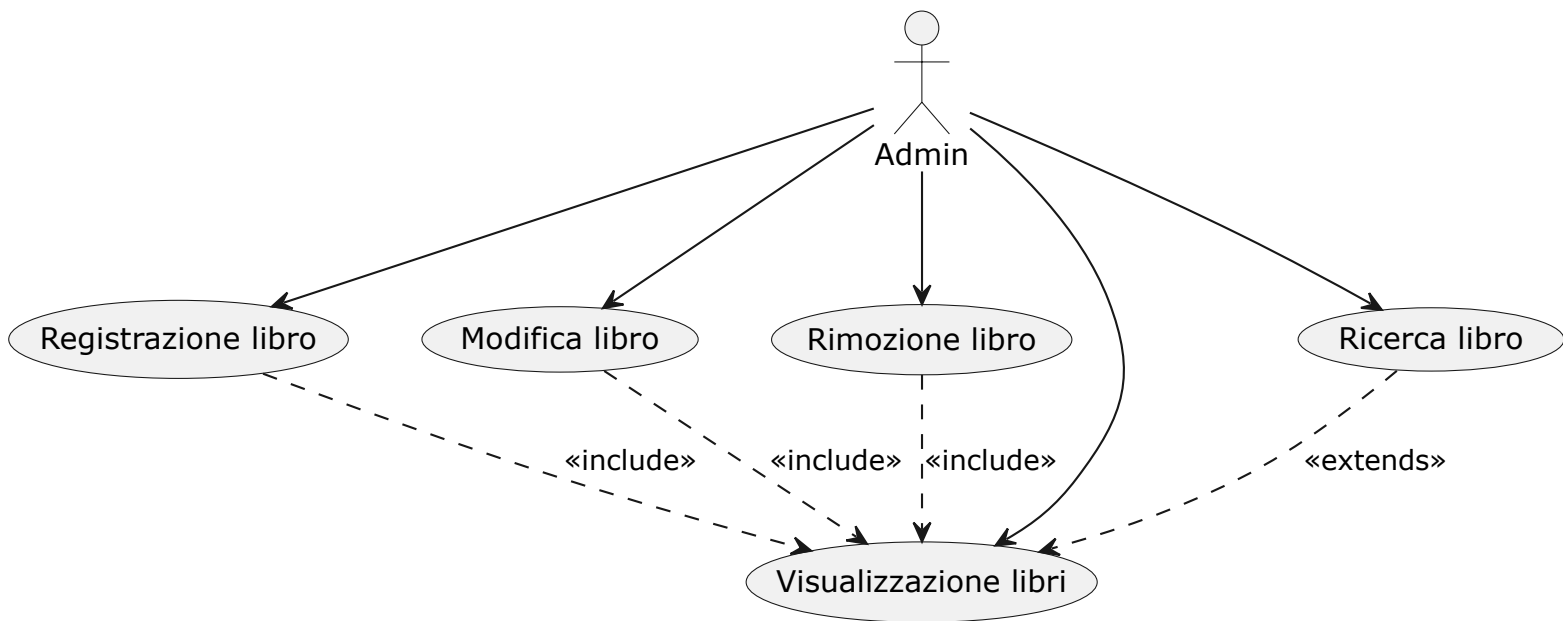 Admin
Registrazione libro
Modifica libro
Rimozione libro
Ricerca libro
«include»
«include»
«include»
«extends»
Visualizzazione libri